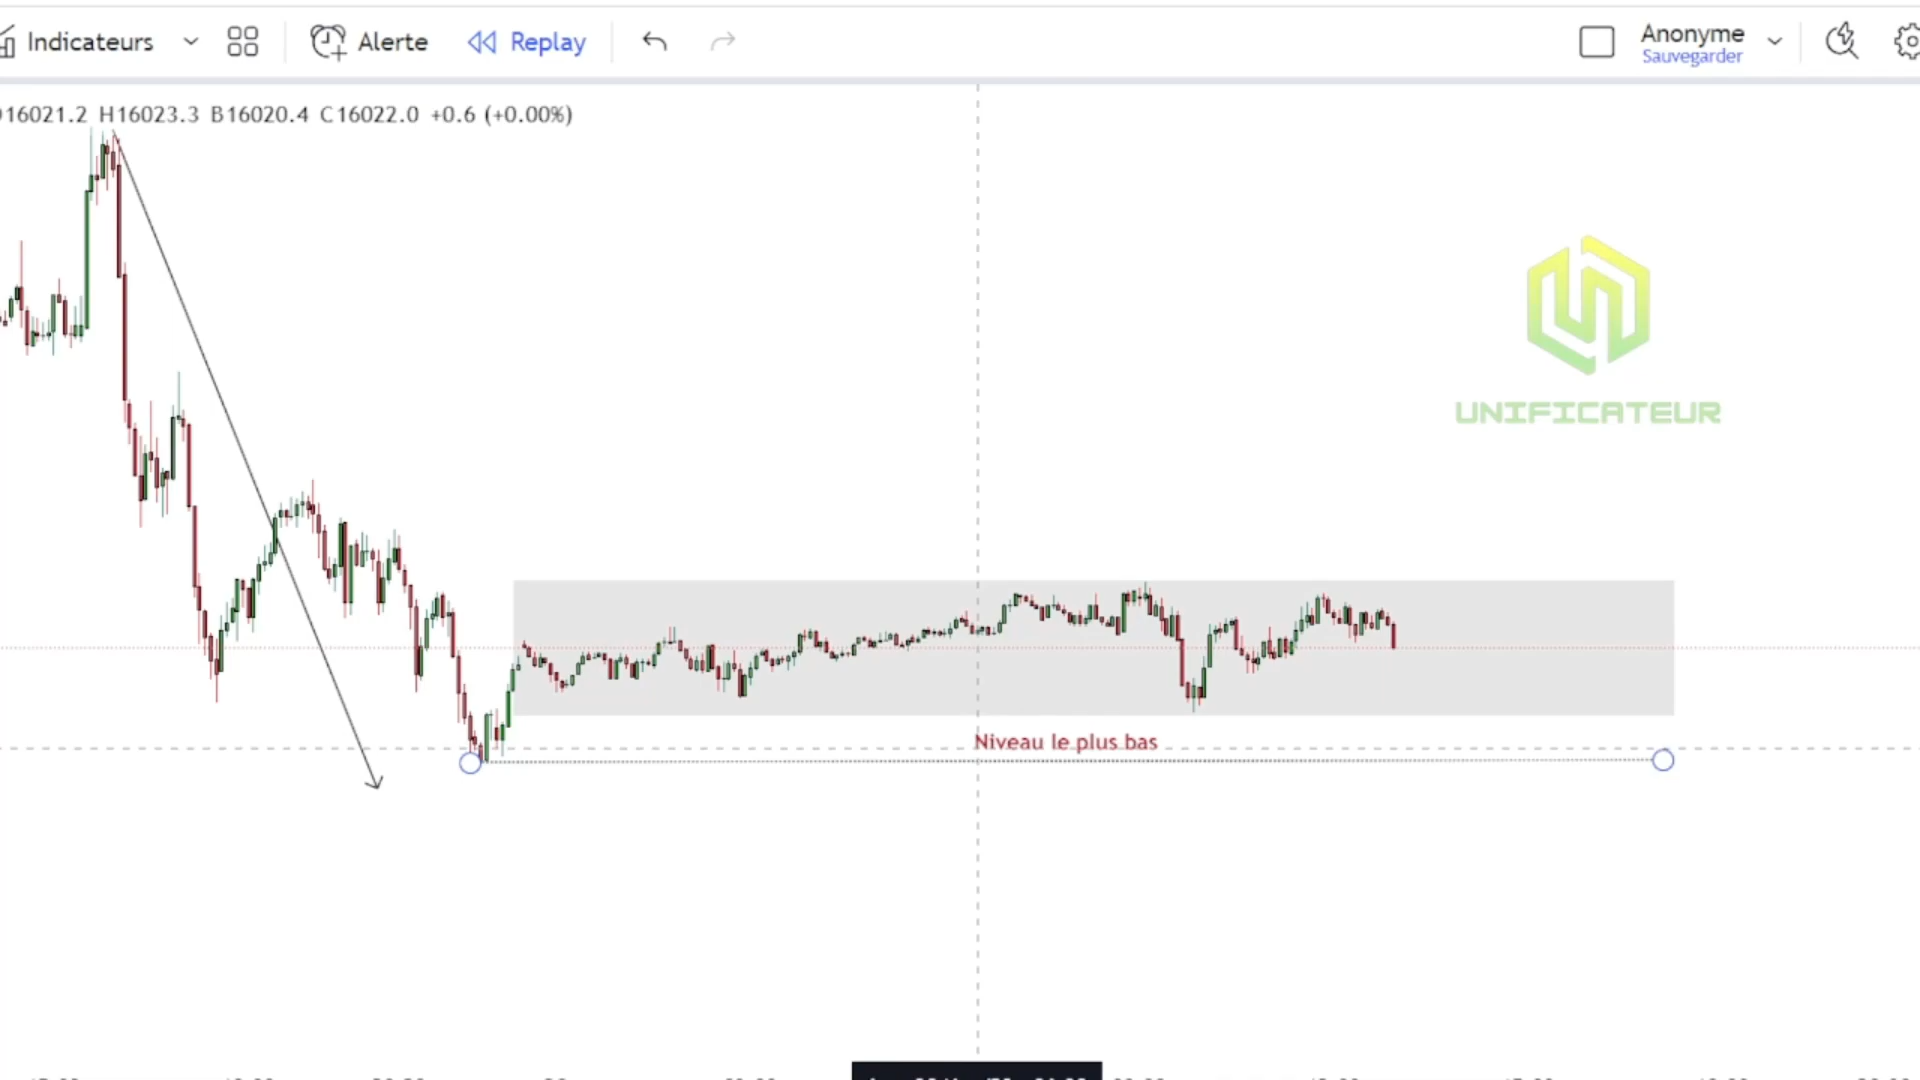 Indicateurs
Alerte
Replay
Anonyme
Sauvegarder
16021.2 H16023.3 B16020.4 C16022.0 +0.6 (+0.00%)
UNIFICATEUR
Niveau le plus bas